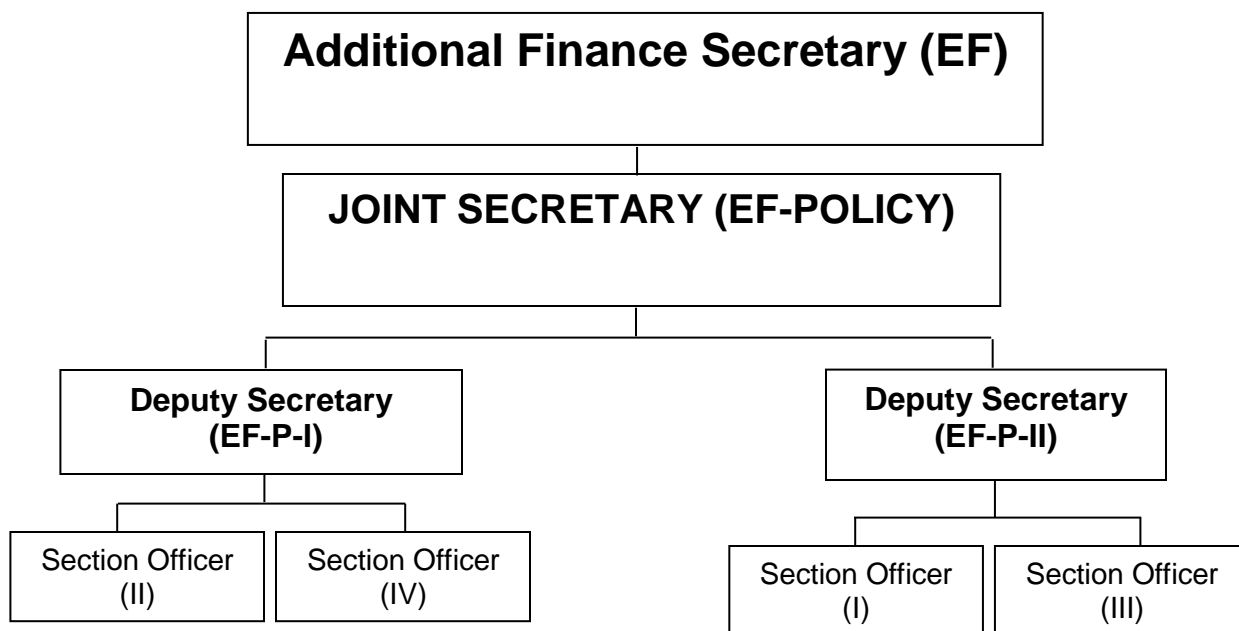 Additional Finance Secretary (EF)
JOINT SECRETARY (EF-POLICY)
Deputy Secretary
(EF-P-I)
Deputy Secretary
(EF-P-II)
Section Officer
(II)
Section Officer
(IV)
Section Officer
(I)
Section Officer
(III)